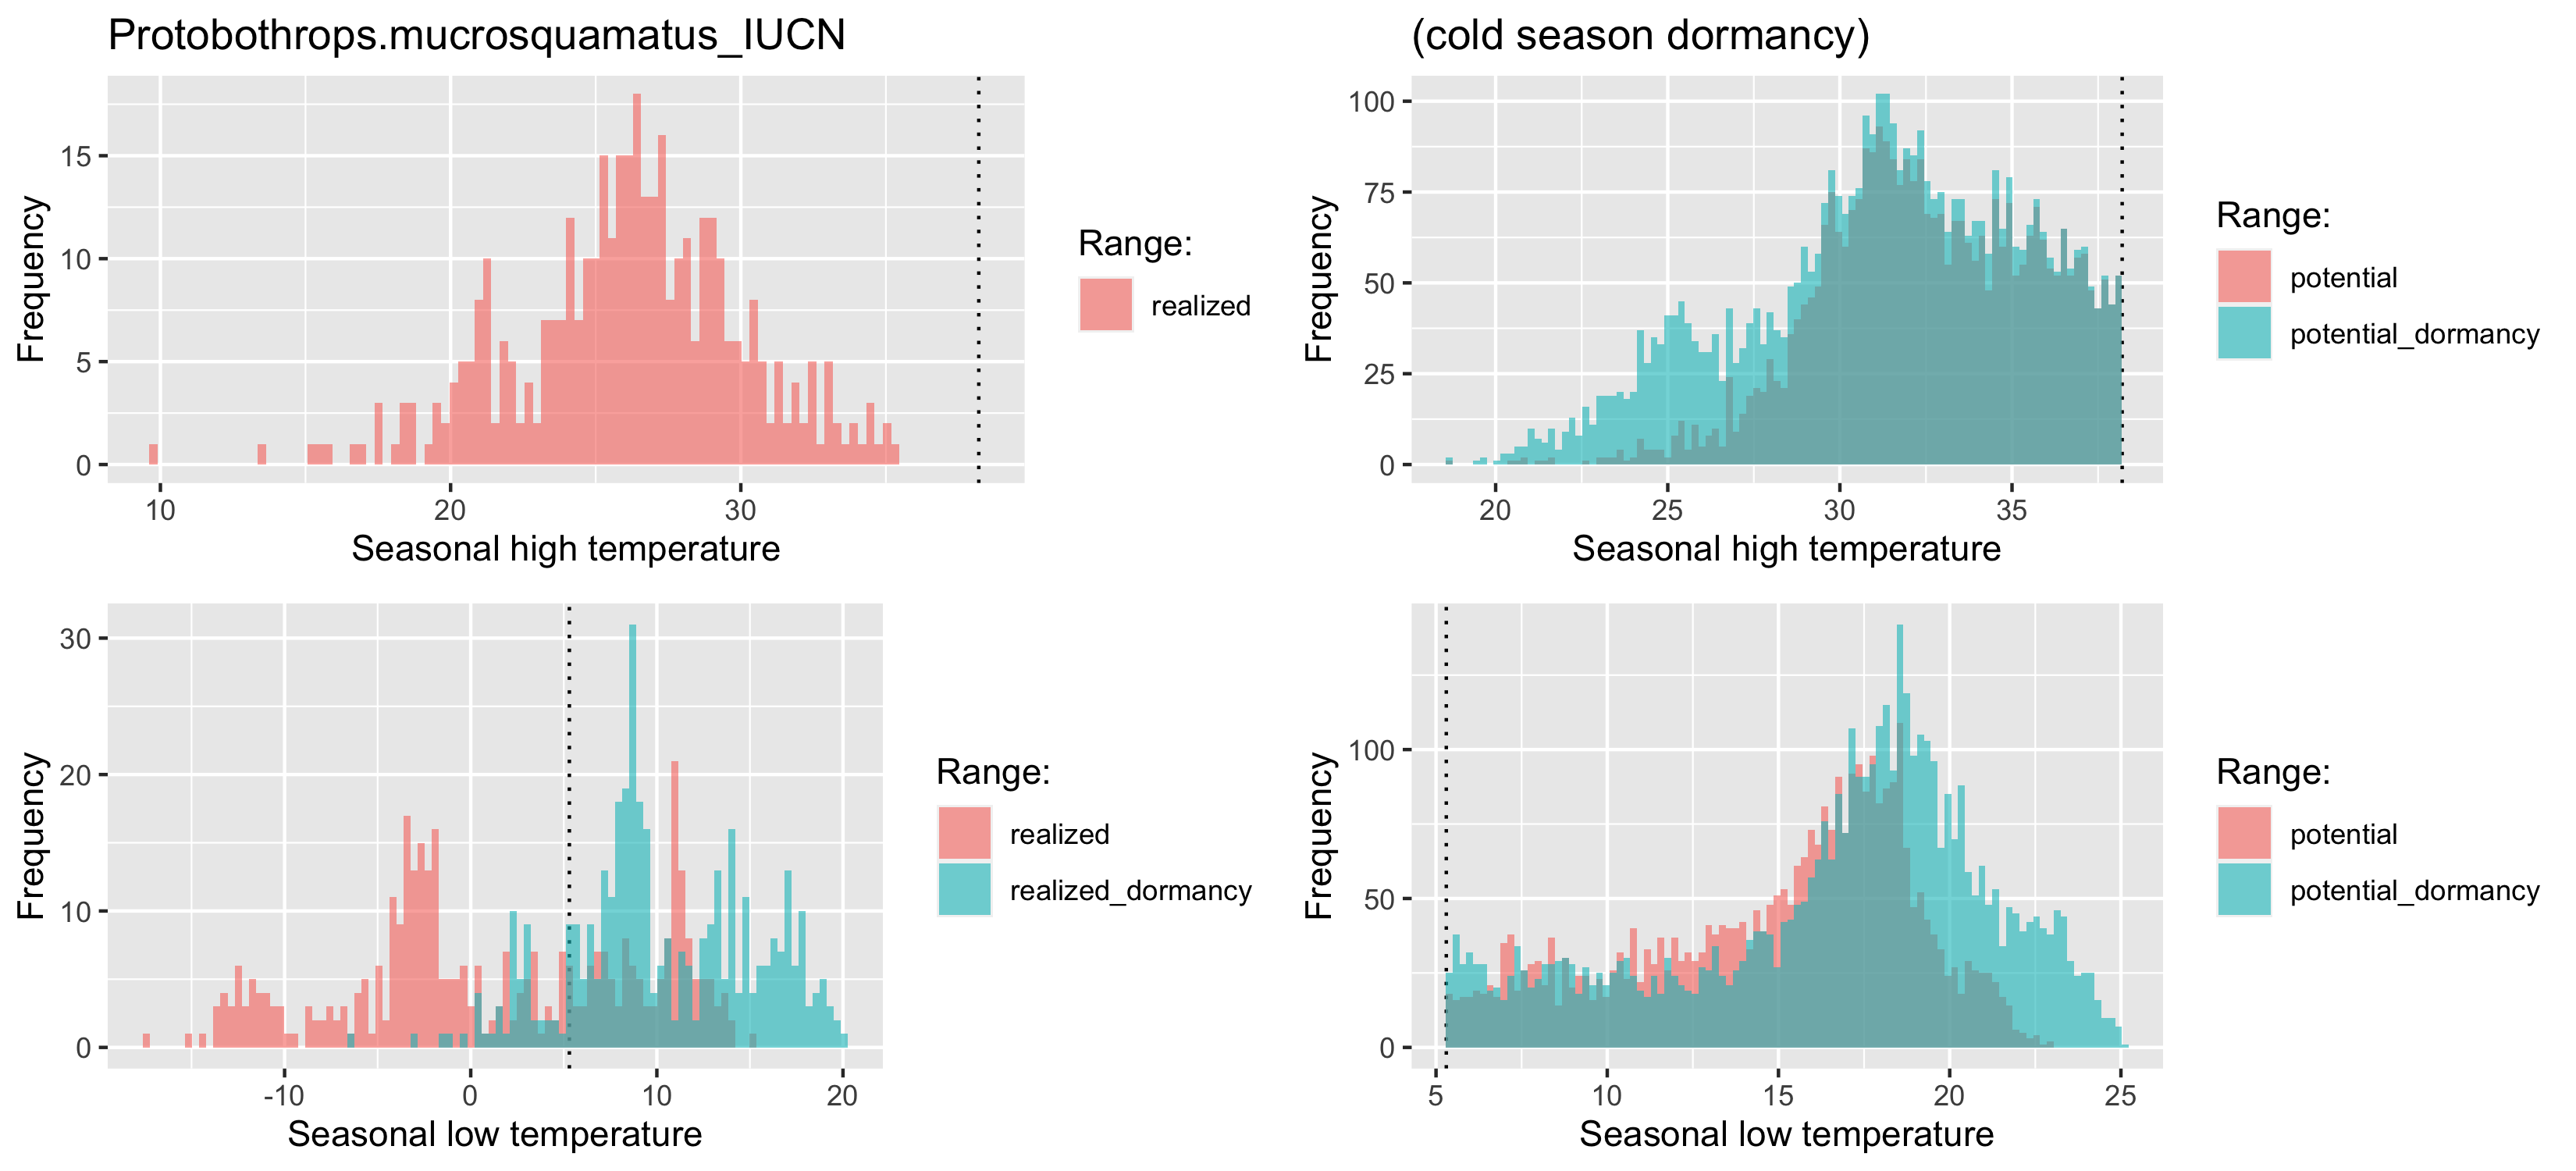 Protobothrops.mucrosquamatus_IUCN
Frequency
15
10
5
0
10 20 30
Seasonal high temperature
Range:
realized
(cold season dormancy)
Frequency
100
75
50
25
0
20 25 30 35
Seasonal high temperature
Range:
potential
potential_dormancy
Frequency
30
20
10
0
-10 0 10 20
Seasonal low temperature
Range:
realized
realized_dormancy
Frequency
100
50
0
5 10 15 20 25
Seasonal low temperature
Range:
potential
potential_dormancy